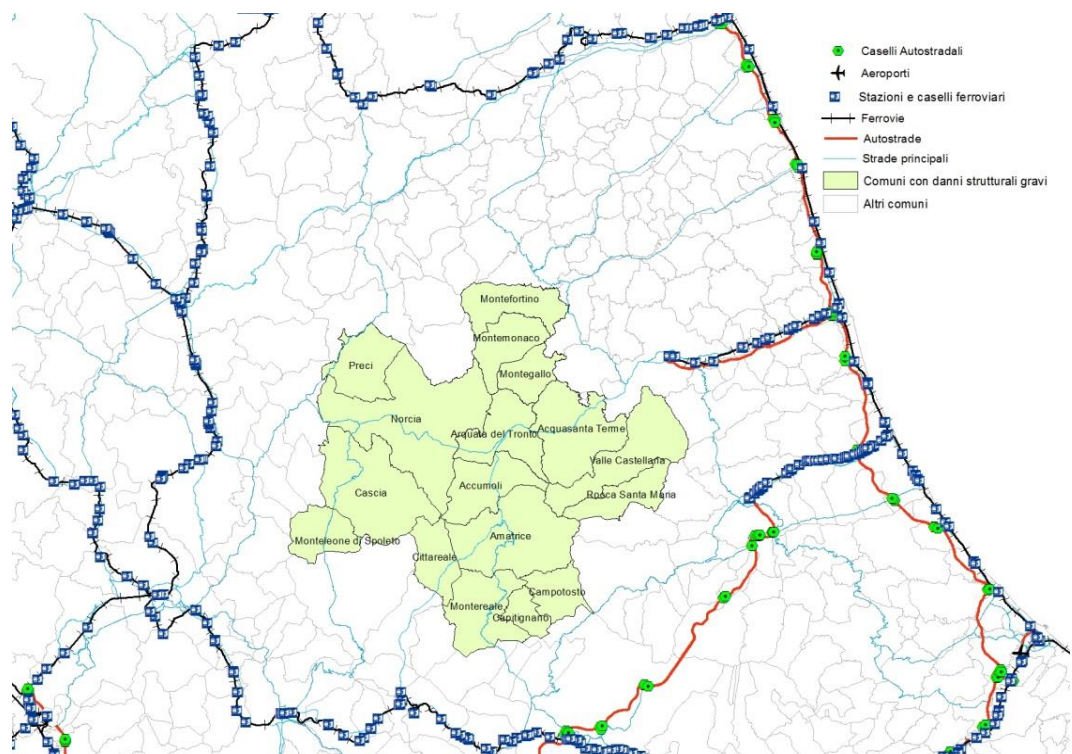 Caselli Autostradali
Aeroporti
Stazioni e caselli ferroviari
Ferrovie
Autostrade
Strade principali
Comuni con danni strutturali gravi
Altri comuni
Montefortino
Montemonaco
Preci
Montegallo
Norcia
Arquata del Tronto
Acquasanta Terme
Valle Castellana
Cascia
Accumoli
Rocca Santa Maria
Monteleone di Spoleto
Amatrice
Cittareale
Campotosto
Montereale
Capitignano